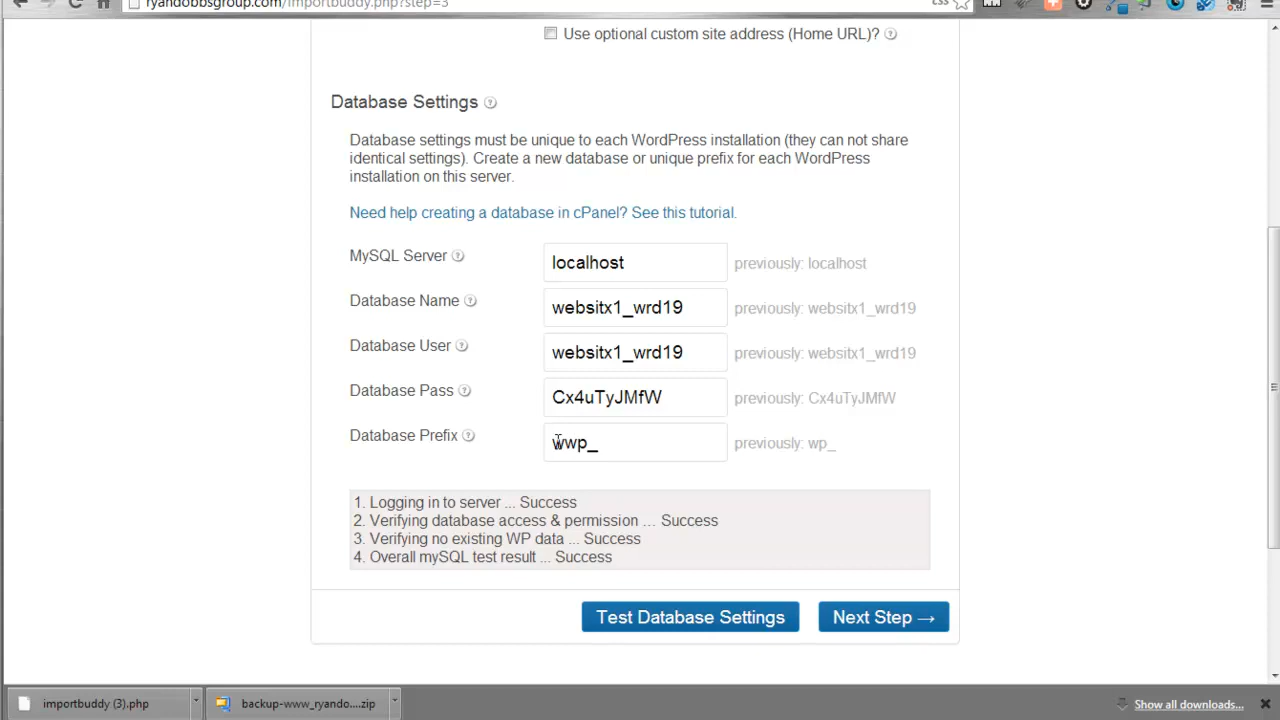 ryandobbsgroup.com/importbuddy.php?step=3
Use optional custom site address (Home URL)? ?
Database Settings ?
Database settings must be unique to each WordPress installation (they can not share
identical settings). Create a new database or unique prefix for each WordPress
installation on this server.
Need help creating a database in cPanel? See this tutorial.
MySQL Server ? localhost previously: localhost
Database Name ? websitx1_wrd19 previously: websitx1_wrd19
Database User ? websitx1_wrd19 previously: websitx1_wrd19
Database Pass ? Cx4uTyJMfW previously: Cx4uTyJMfW
Database Prefix ? wwp_ previously: wp_
1. Logging in to server ... Success
2. Verifying database access & permission ... Success
3. Verifying no existing WP data ... Success
4. Overall mySQL test result ... Success
Test Database Settings Next Step →
importbuddy (3).php backup-www_ryando....zip Show all downloads...